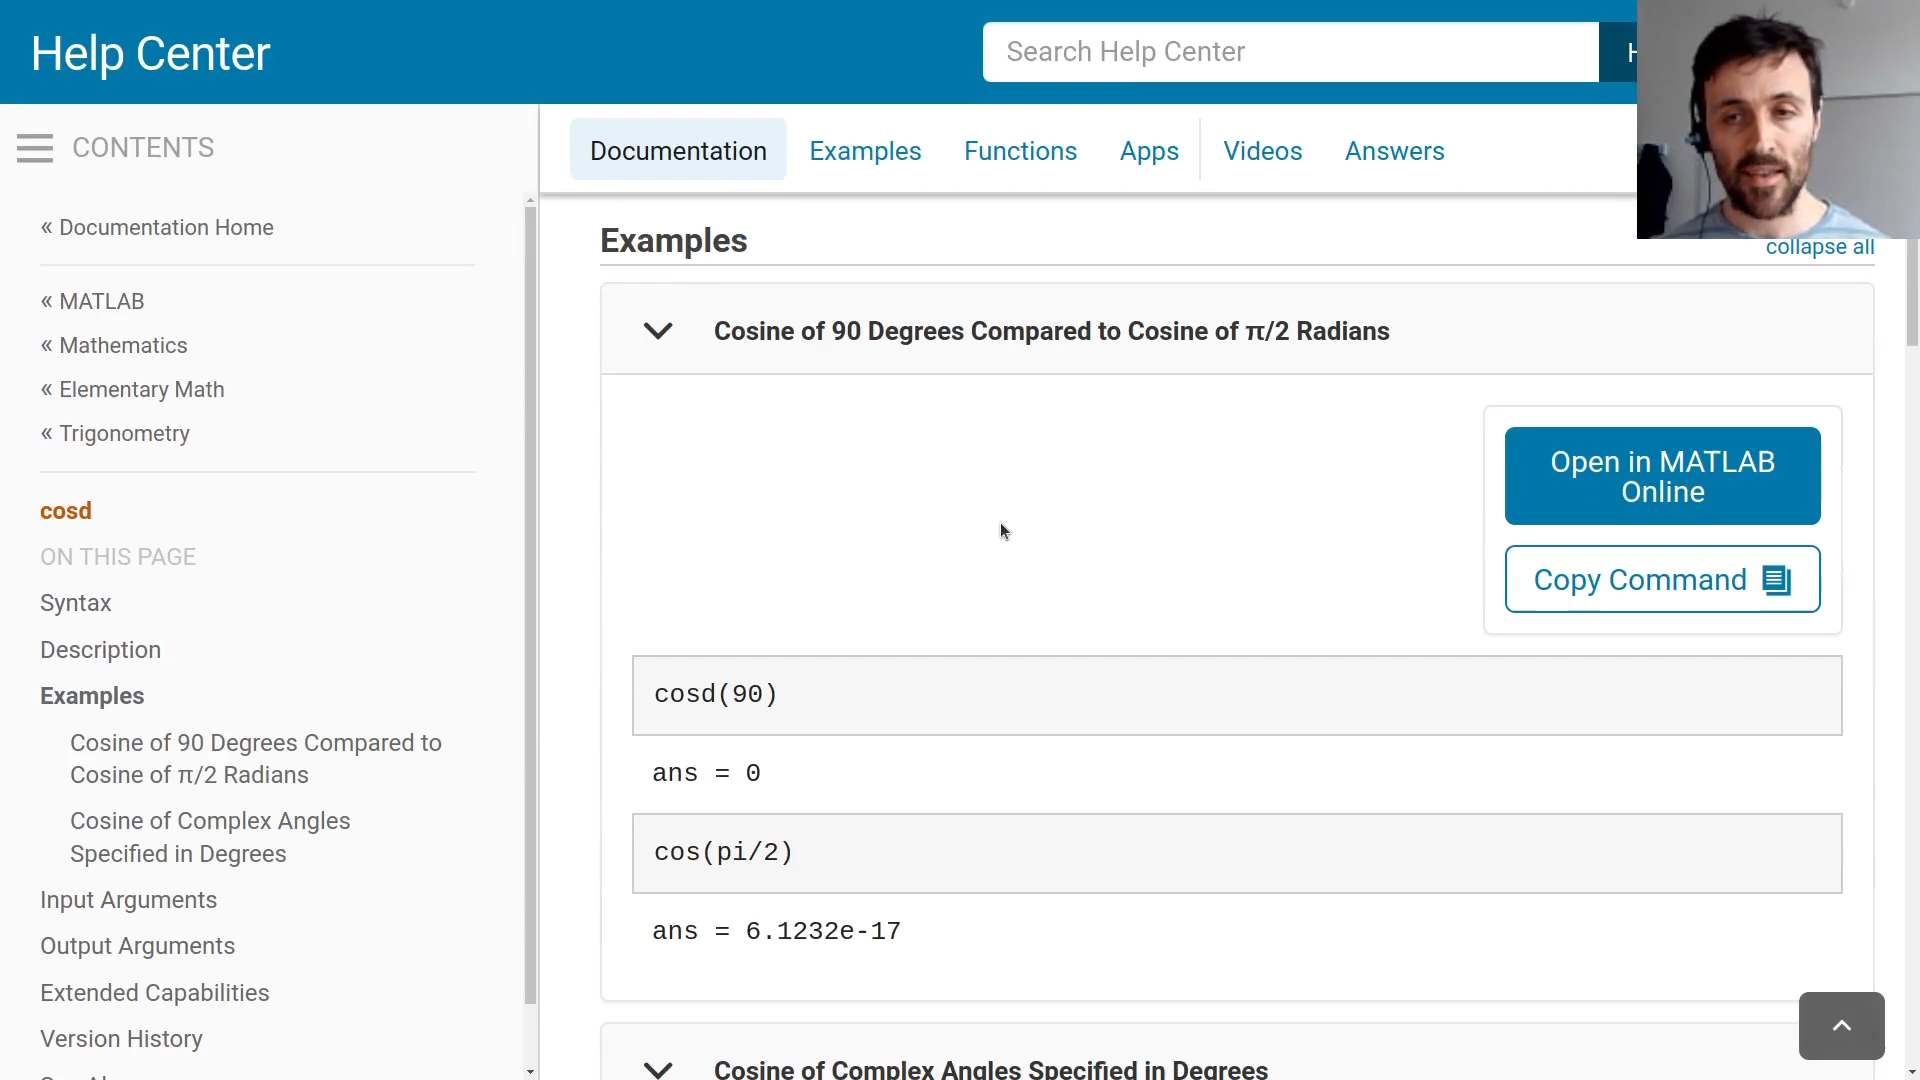 Help Center
Search Help Center
CONTENTS
« Documentation Home
« MATLAB
« Mathematics
« Elementary Math
« Trigonometry
cosd
ON THIS PAGE
Syntax
Description
Examples
Cosine of 90 Degrees Compared to
Cosine of π/2 Radians
Cosine of Complex Angles
Specified in Degrees
Input Arguments
Output Arguments
Extended Capabilities
Version History
Documentation Examples Functions Apps Videos Answers
Examples
collapse all
Cosine of 90 Degrees Compared to Cosine of π/2 Radians
Open in MATLAB
Online
Copy Command
cosd(90)
ans = 0
cos(pi/2)
ans = 6.1232e-17
Cosine of Complex Angles Specified in Degrees